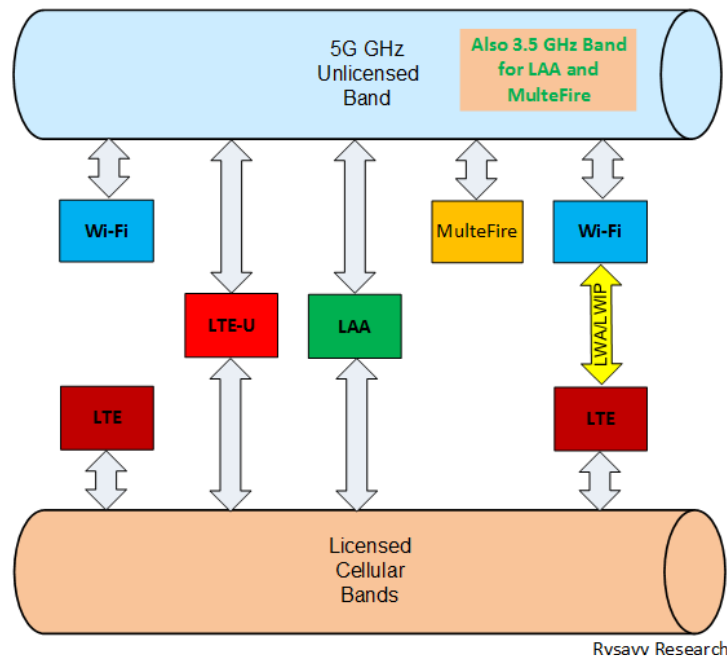 5G GHz
Unlicensed
Band
Also 3.5 GHz Band
for LAA and
MulteFire
Wi-Fi
MulteFire
Wi-Fi
LTE-U
LAA
LWA/LWIP
LTE
LTE
Licensed
Cellular
Bands
Rysavy Research